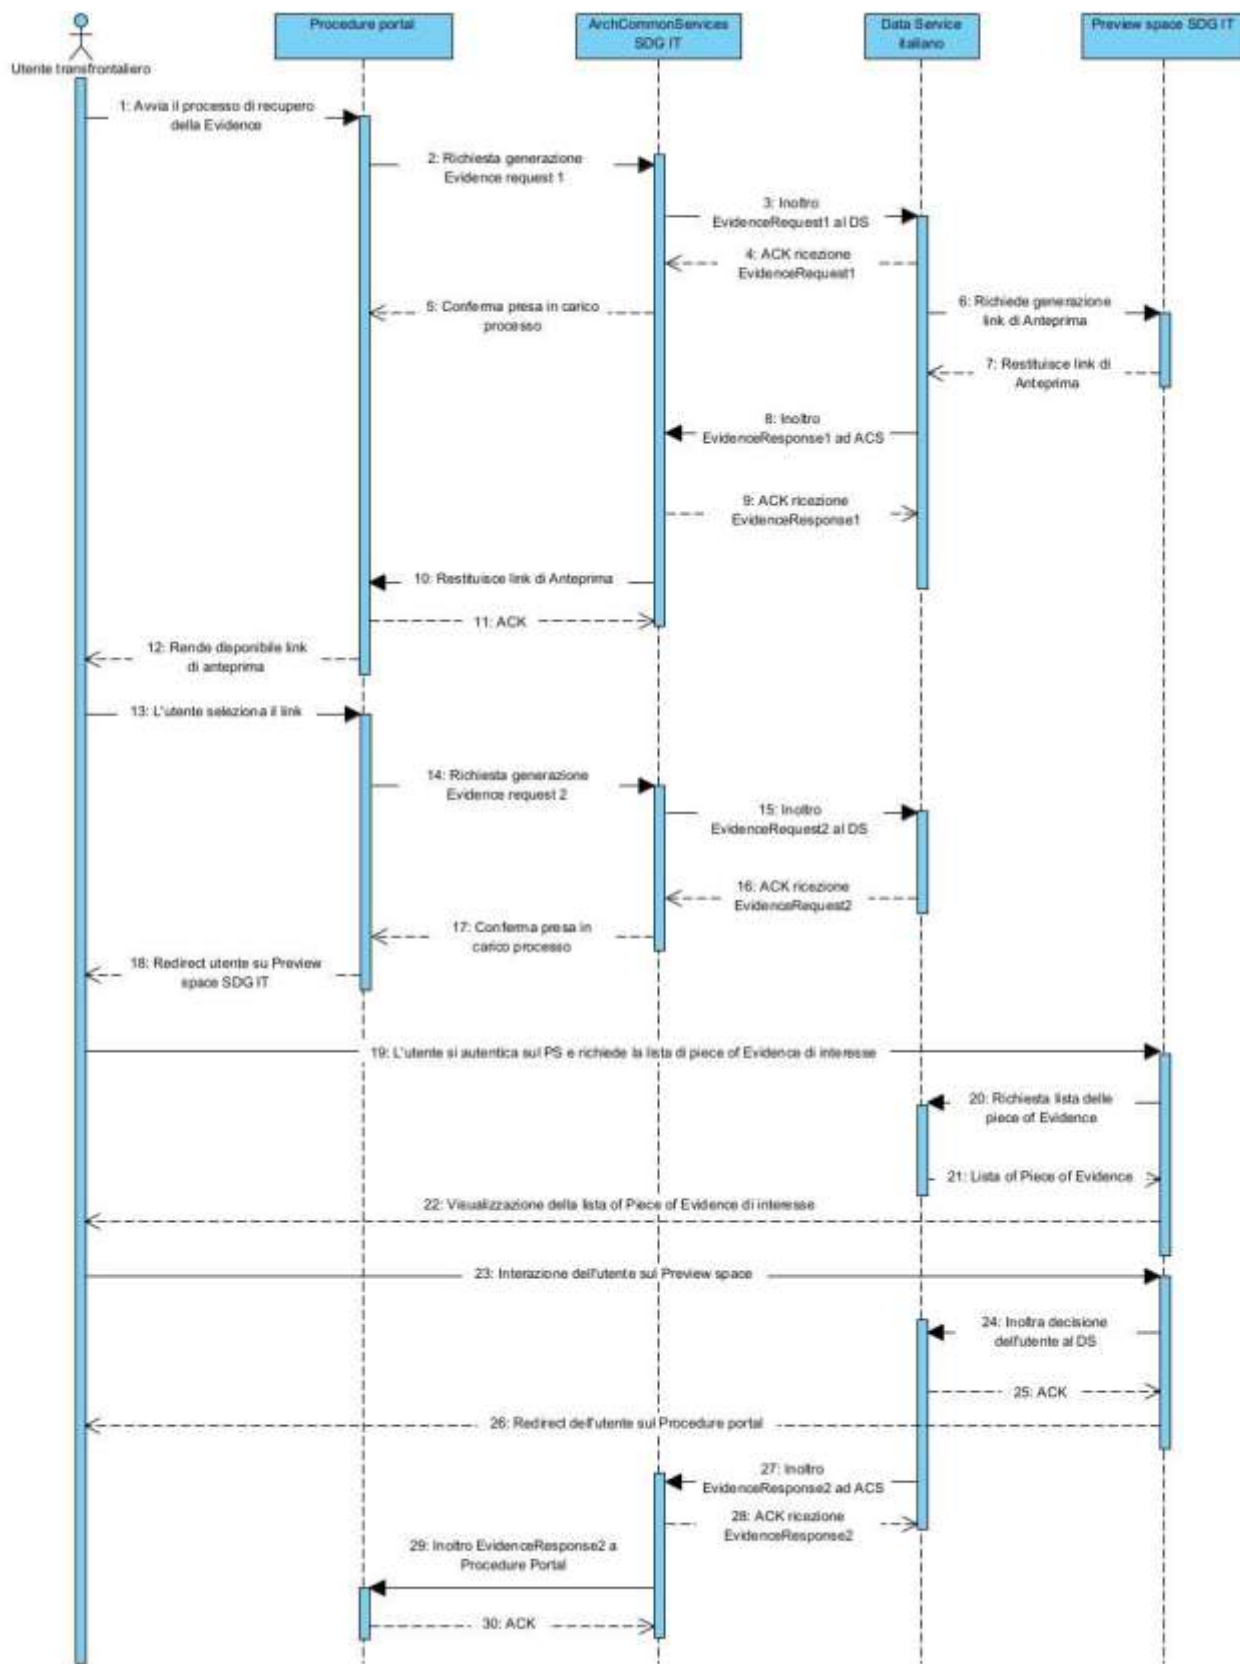 Procedure portal
ArchCommonServices
SDG IT
Data Service
italiano
Preview space SDG IT
Utente transfrontaliero
1: Avvia il processo di recupero
della Evidence
2: Richiesta generazione
Evidence request 1
3: Inoltro
EvidenceRequest1 al DS
4: ACK ricezione
EvidenceRequest1
5: Conferma presa in carico
processo
6: Richiede generazione
link di Anteprima
7: Restituisce link di
Anteprima
8: Inoltro
EvidenceResponse1 ad ACS
9: ACK ricezione
EvidenceResponse1
10: Restituisce link di Anteprima
11: ACK
12: Rende disponibile link
di anteprima
13: L'utente seleziona il link
14: Richiesta generazione
Evidence request 2
15: Inoltro
EvidenceRequest2 al DS
16: ACK ricezione
EvidenceRequest2
17: Conferma presa in
carico processo
18: Redirect utente su Preview
space SDG IT
19: L'utente si autentica sul PS e richiede la lista di piece of Evidence di interesse
20: Richiesta lista delle
piece of Evidence
21: Lista of Piece of Evidence
22: Visualizzazione della lista of Piece of Evidence di interesse
23: Interazione dell'utente sul Preview space
24: Inoltra decisione
dell'utente al DS
25: ACK
26: Redirect dell'utente sul Procedure portal
27: Inoltro
EvidenceResponse2 ad ACS
28: ACK ricezione
EvidenceResponse2
29: Inoltro EvidenceResponse2 a
Procedure Portal
30: ACK